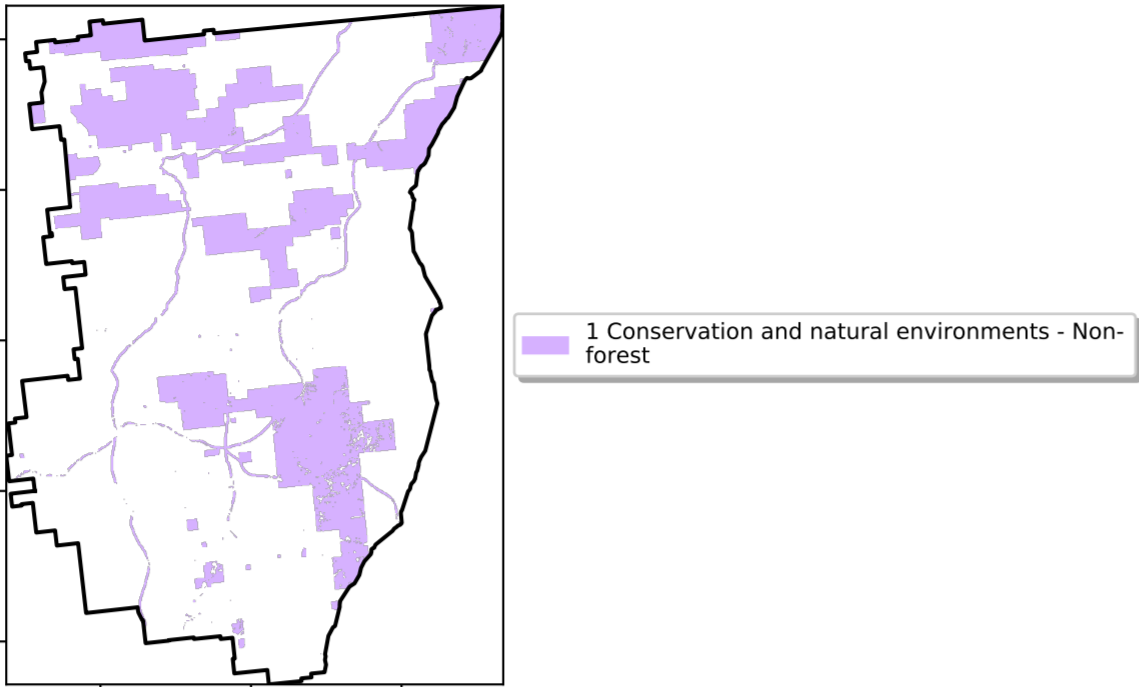 1 Conservation and natural environments - Non-
forest